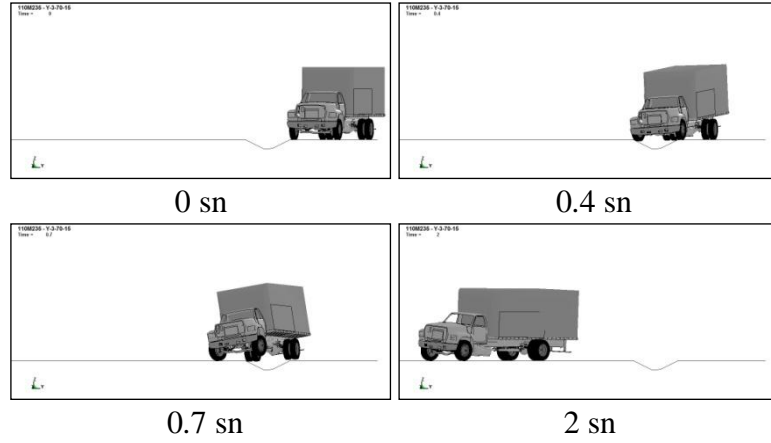 110M236 - Y-3-70-15
Time = 0
110M236 - Y-3-70-15
Time = 0.4
0 sn
0.4 sn
110M236 - Y-3-70-15
Time = 0.7
110M236 - Y-3-70-15
Time = 2
0.7 sn
2 sn